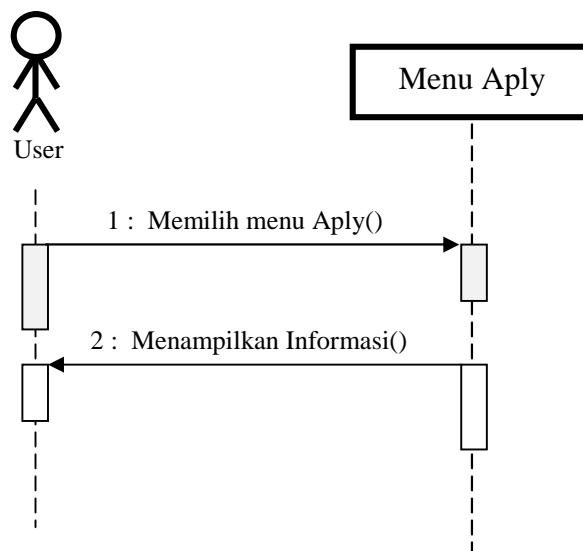 Menu Aply
User
1 : Memilih menu Aply()
2 : Menampilkan Informasi()